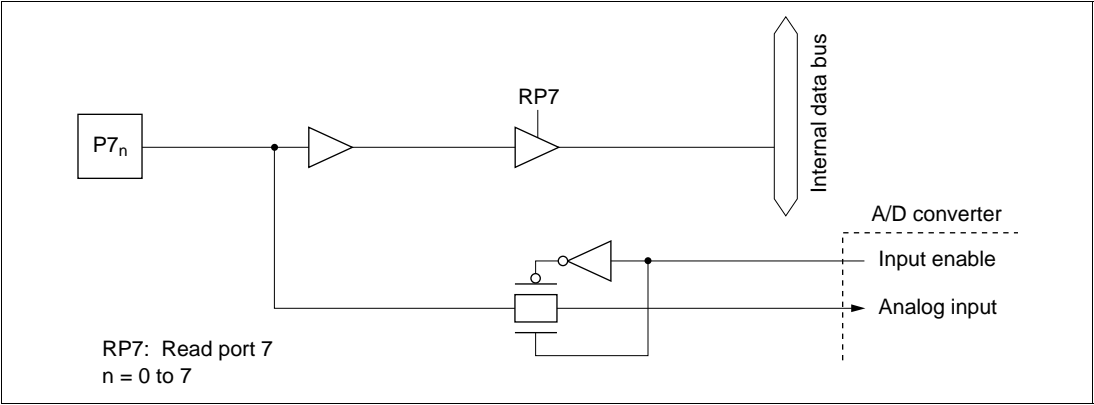 RP7
P7n
Internal data bus
A/D converter
Input enable
Analog input
RP7: Read port 7
n = 0 to 7